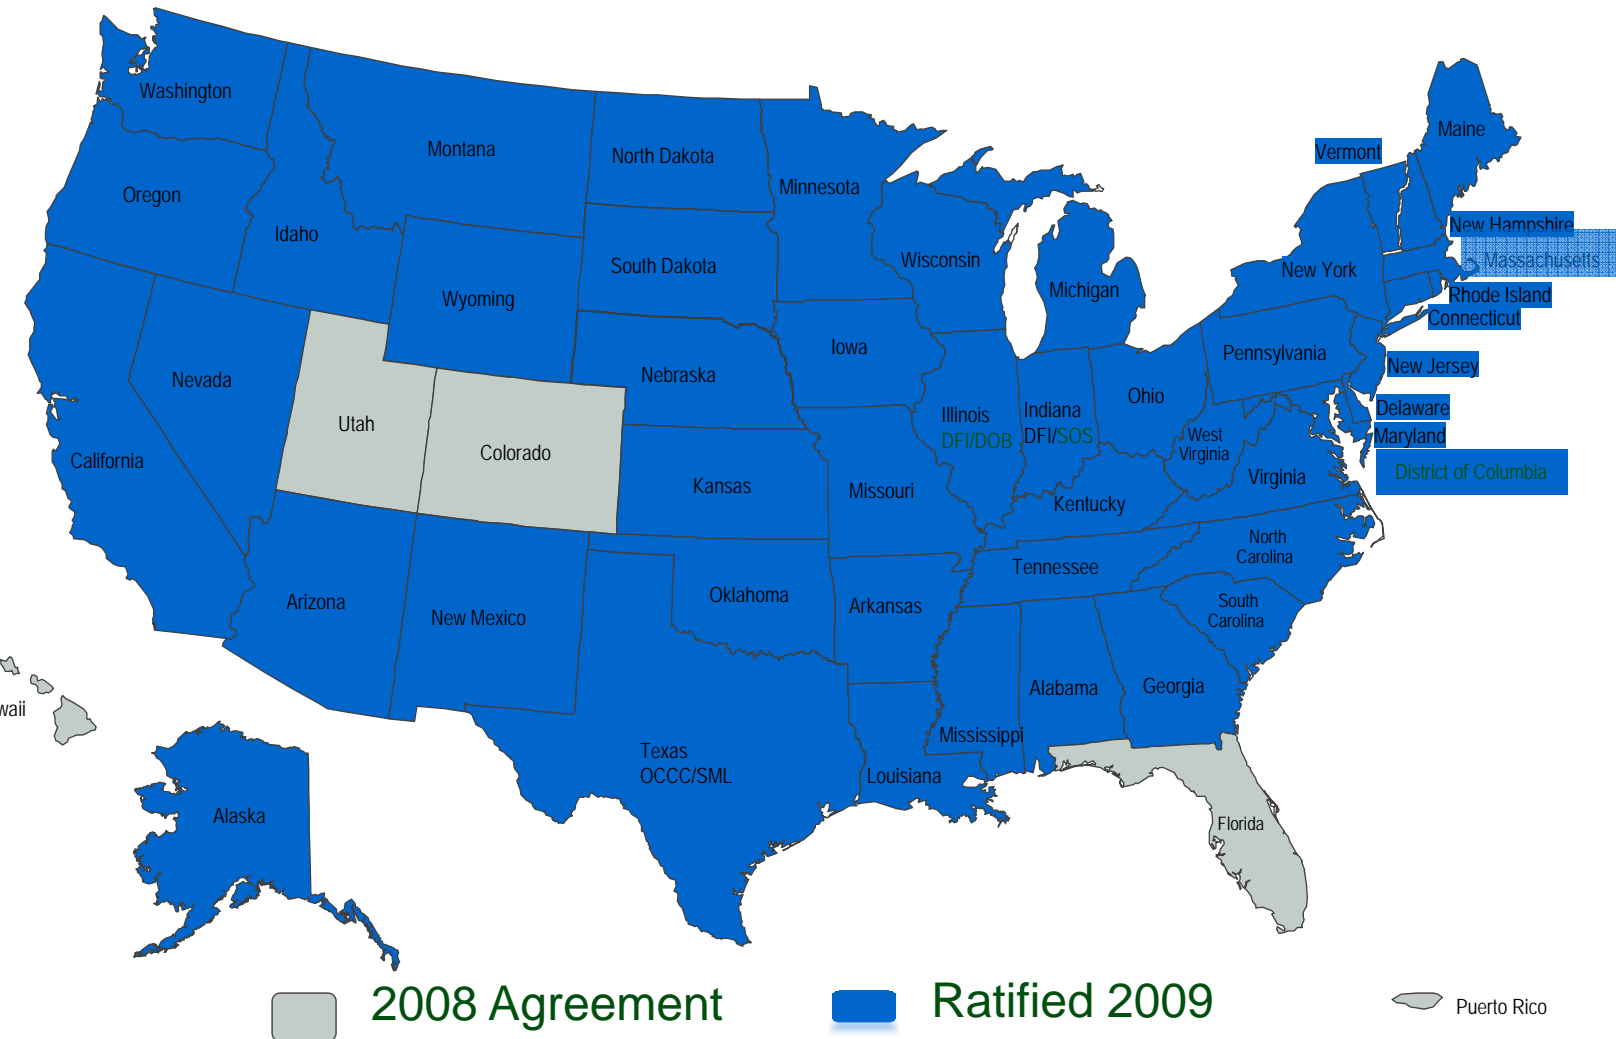 Washington
Maine
Montana
Vermont
North Dakota
Minnesota
Oregon
New Hampshire
Idaho
Wisconsin
Massachusetts
South Dakota
New York
Michigan
Rhode Island
Wyoming
Connecticut
Iowa
Pennsylvania
New Jersey
Nebraska
Nevada
Ohio
Delaware
Illinois
DFI/DOB
Indiana
DFI/SOS
Utah
West
Virginia
Maryland
Colorado
California
District of Columbia
Virginia
Kansas
Missouri
Kentucky
North
Carolina
Tennessee
Oklahoma
Arizona
Arkansas
South
Carolina
New Mexico
Alabama
Georgia
waii
Mississippi
Texas
OCCC/SML
Louisiana
Alaska
Florida
2008 Agreement
Ratified 2009
Puerto Rico